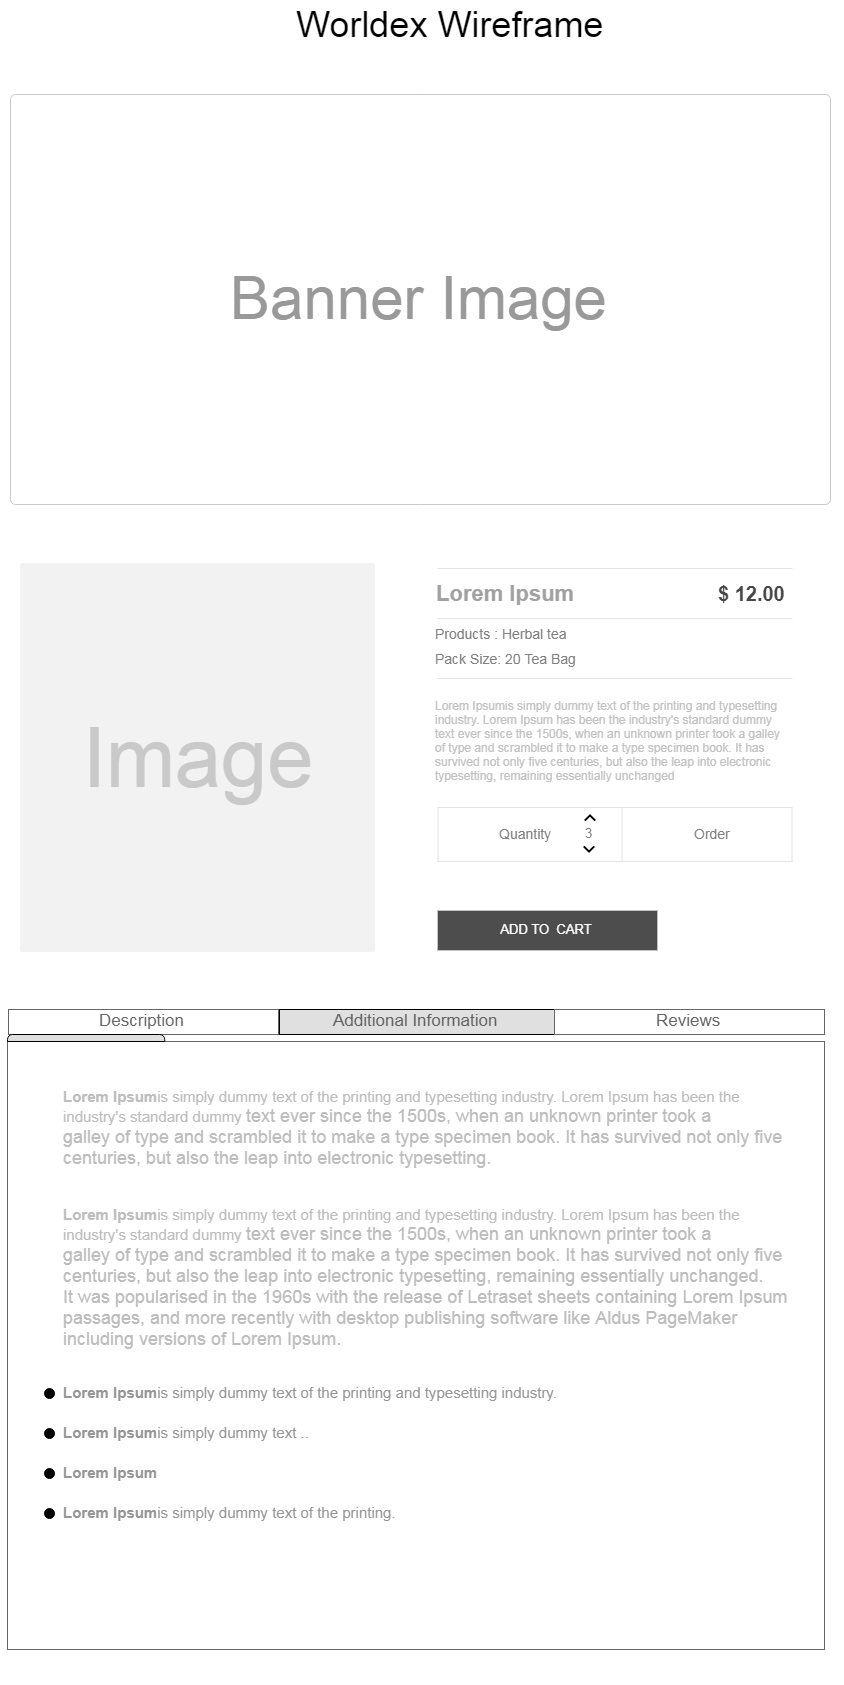 Worldex Wireframe
Banner Image
Image
Lorem Ipsum $ 12.00
Products : Herbal tea
Pack Size: 20 Tea Bag
Lorem Ipsumis simply dummy text of the printing and typesetting
industry. Lorem Ipsum has been the industry's standard dummy
text ever since the 1500s, when an unknown printer took a galley
of type and scrambled it to make a type specimen book. It has
survived not only five centuries, but also the leap into electronic
typesetting, remaining essentially unchanged
Quantity 3 Order
ADD TO CART
Description Additional Information Reviews
Lorem Ipsumis simply dummy text of the printing and typesetting industry. Lorem Ipsum has been the
industry's standard dummy text ever since the 1500s, when an unknown printer took a
galley of type and scrambled it to make a type specimen book. It has survived not only five
centuries, but also the leap into electronic typesetting.
Lorem Ipsumis simply dummy text of the printing and typesetting industry. Lorem Ipsum has been the
industry's standard dummy text ever since the 1500s, when an unknown printer took a
galley of type and scrambled it to make a type specimen book. It has survived not only five
centuries, but also the leap into electronic typesetting, remaining essentially unchanged.
It was popularised in the 1960s with the release of Letraset sheets containing Lorem Ipsum
passages, and more recently with desktop publishing software like Aldus PageMaker
including versions of Lorem Ipsum.
Lorem Ipsumis simply dummy text of the printing and typesetting industry.
Lorem Ipsumis simply dummy text ..
Lorem Ipsum
Lorem Ipsumis simply dummy text of the printing.